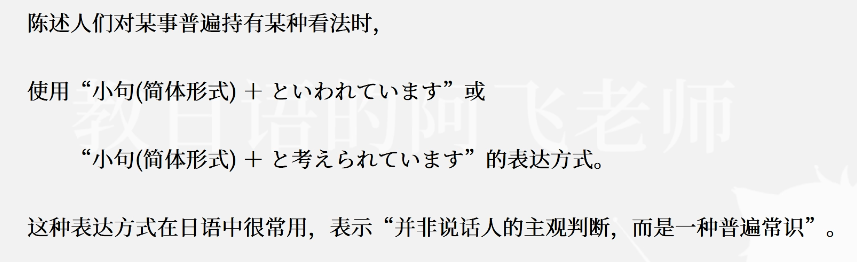 陈述人们对某事普遍持有某种看法时，
使用“小句(简体形式) ＋ といわれています”或
“小句(简体形式) ＋ と考えられています”的表达方式。
这种表达方式在日语中很常用，表示“并非说话人的主观判断，而是一种普遍常识”。
教日语的阿飞老师